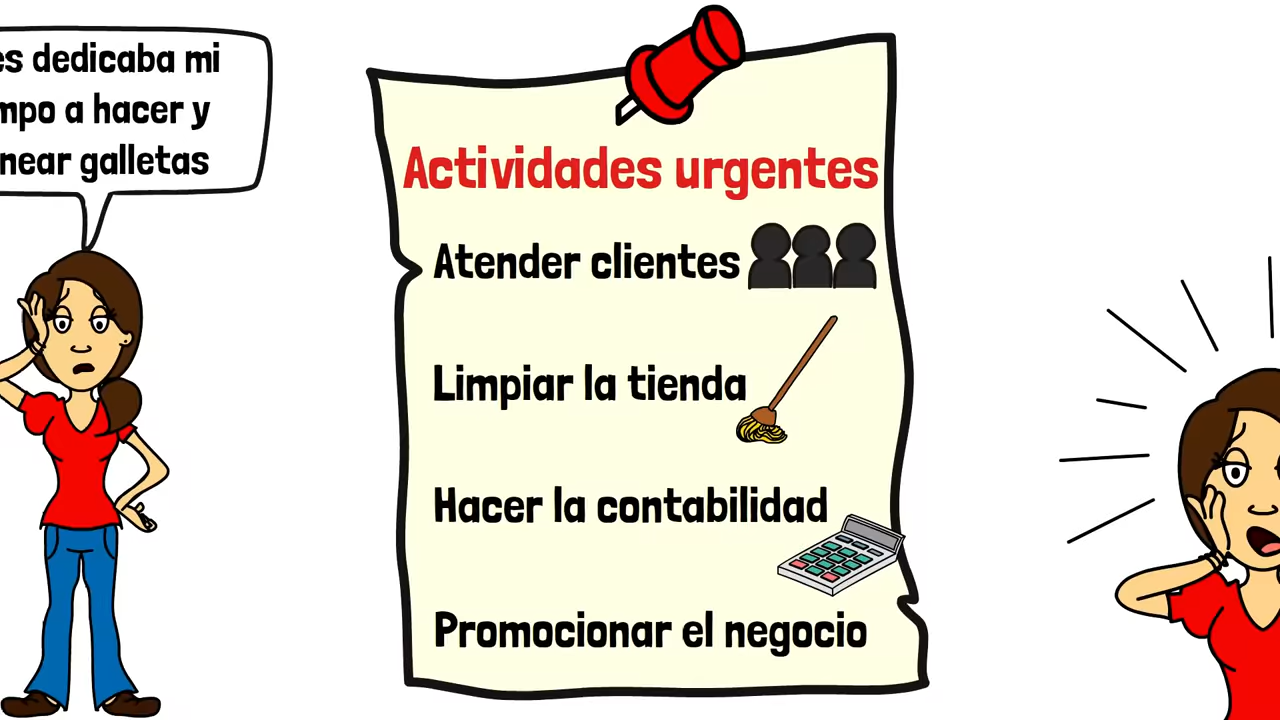 es dedicaba mi
mpo a hacer y
near galletas
Actividades urgentes
Atender clientes
Limpiar la tienda
Hacer la contabilidad
Promocionar el negocio